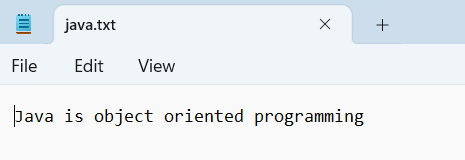 java.txt
File Edit View
Java is object oriented programming